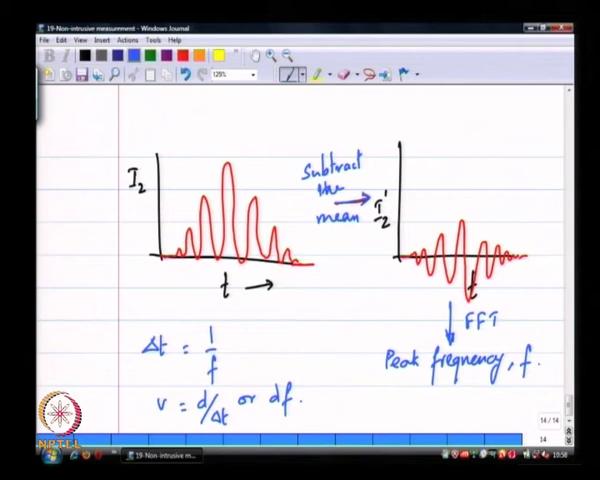 19-Non-intrusive measurement - Windows Journal
File Edit View Insert Actions Tools Help
B I
125%
I2
Subtract
the
mean
I2'
t
t
FFT
Δt = 1/f
Peak frequency, f.
v = d/Δt or df.
14 / 14
14
NPTEL
19-Non-intrusive m...
10:58